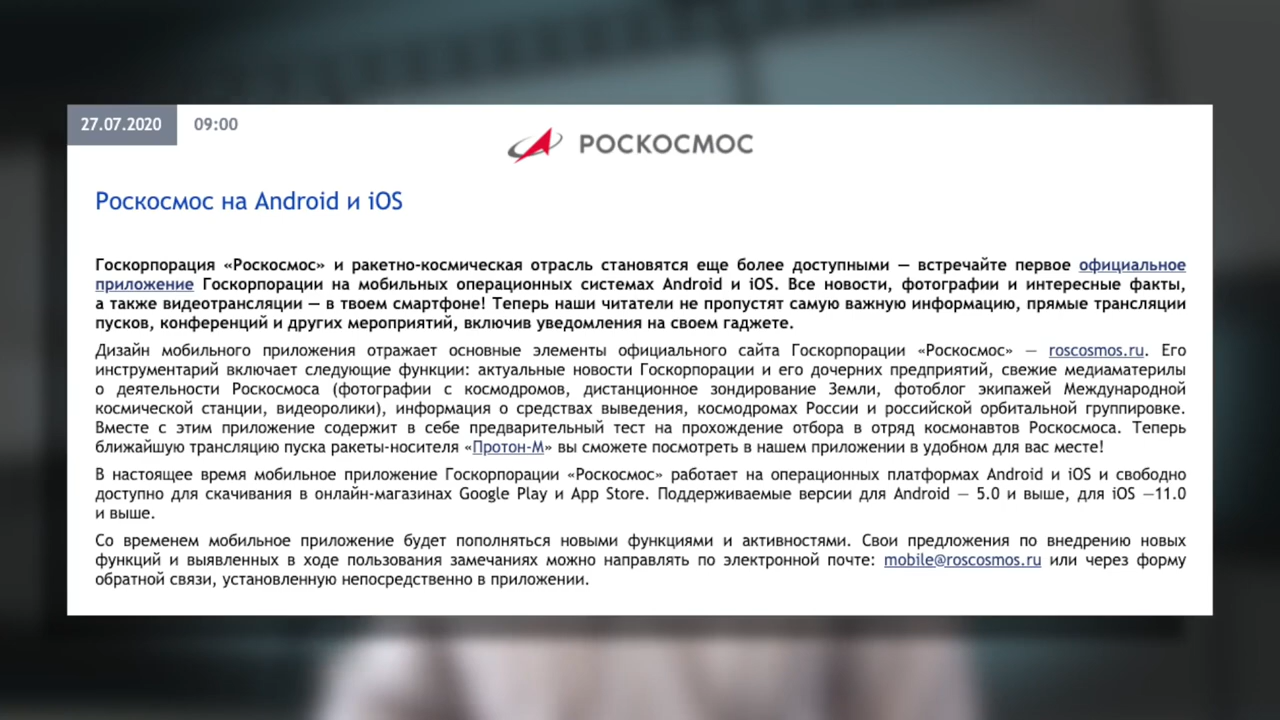 27.07.2020 09:00
РОСКОСМОС
Роскосмос на Android и iOS
Госкорпорация «Роскосмос» и ракетно-космическая отрасль становятся еще более доступными — встречайте первое официальное
приложение Госкорпорации на мобильных операционных системах Android и iOS. Все новости, фотографии и интересные факты,
а также видеотрансляции — в твоем смартфоне! Теперь наши читатели не пропустят самую важную информацию, прямые трансляции
пусков, конференций и других мероприятий, включив уведомления на своем гаджете.
Дизайн мобильного приложения отражает основные элементы официального сайта Госкорпорации «Роскосмос» — roscosmos.ru. Его
инструментарий включает следующие функции: актуальные новости Госкорпорации и его дочерних предприятий, свежие медиаматерилы
о деятельности Роскосмоса (фотографии с космодромов, дистанционное зондирование Земли, фотоблог экипажей Международной
космической станции, видеоролики), информация о средствах выведения, космодромах России и российской орбитальной группировке.
Вместе с этим приложение содержит в себе предварительный тест на прохождение отбора в отряд космонавтов Роскосмоса. Теперь
ближайшую трансляцию пуска ракеты-носителя «Протон-М» вы сможете посмотреть в нашем приложении в удобном для вас месте!
В настоящее время мобильное приложение Госкорпорации «Роскосмос» работает на операционных платформах Android и iOS и свободно
доступно для скачивания в онлайн-магазинах Google Play и App Store. Поддерживаемые версии для Android — 5.0 и выше, для iOS —11.0
и выше.
Со временем мобильное приложение будет пополняться новыми функциями и активностями. Свои предложения по внедрению новых
функций и выявленных в ходе пользования замечаниях можно направлять по электронной почте: mobile@roscosmos.ru или через форму
обратной связи, установленную непосредственно в приложении.